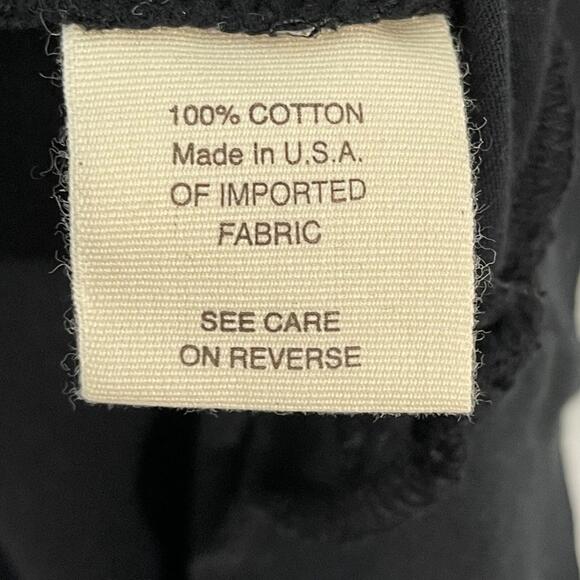 100% COTTON
Made In U.S.A.
OF IMPORTED
FABRIC
SEE CARE
ON REVERSE